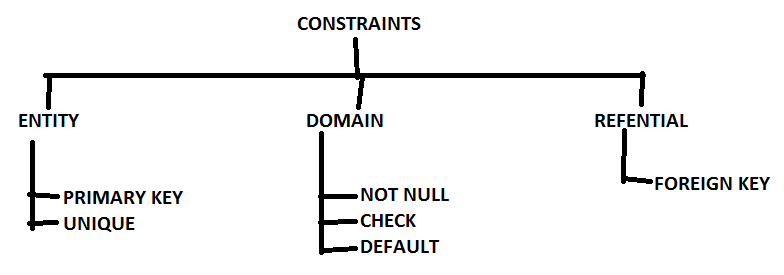 CONSTRAINTS
ENTITY
PRIMARY KEY
UNIQUE
DOMAIN
NOT NULL
CHECK
DEFAULT
REFENTIAL
FOREIGN KEY